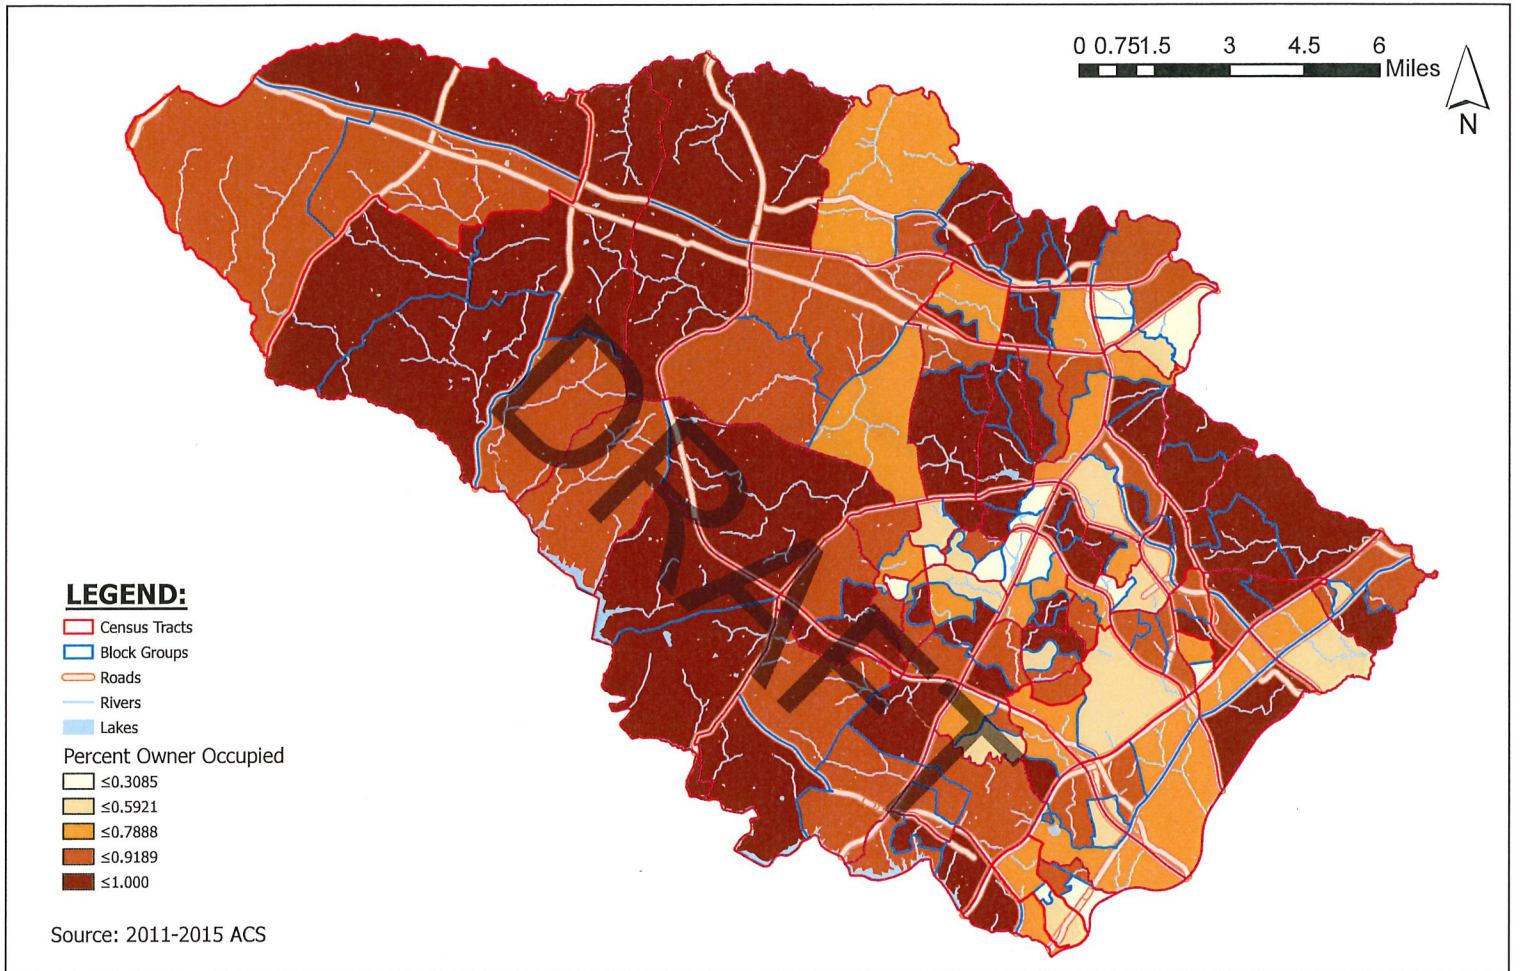 0 0.751.5 3 4.5 6
Miles
N
DRAFT
LEGEND:
Census Tracts
Block Groups
Roads
Rivers
Lakes
Percent Owner Occupied
≤0.3085
≤0.5921
≤0.7888
≤0.9189
≤1.000
Source: 2011-2015 ACS